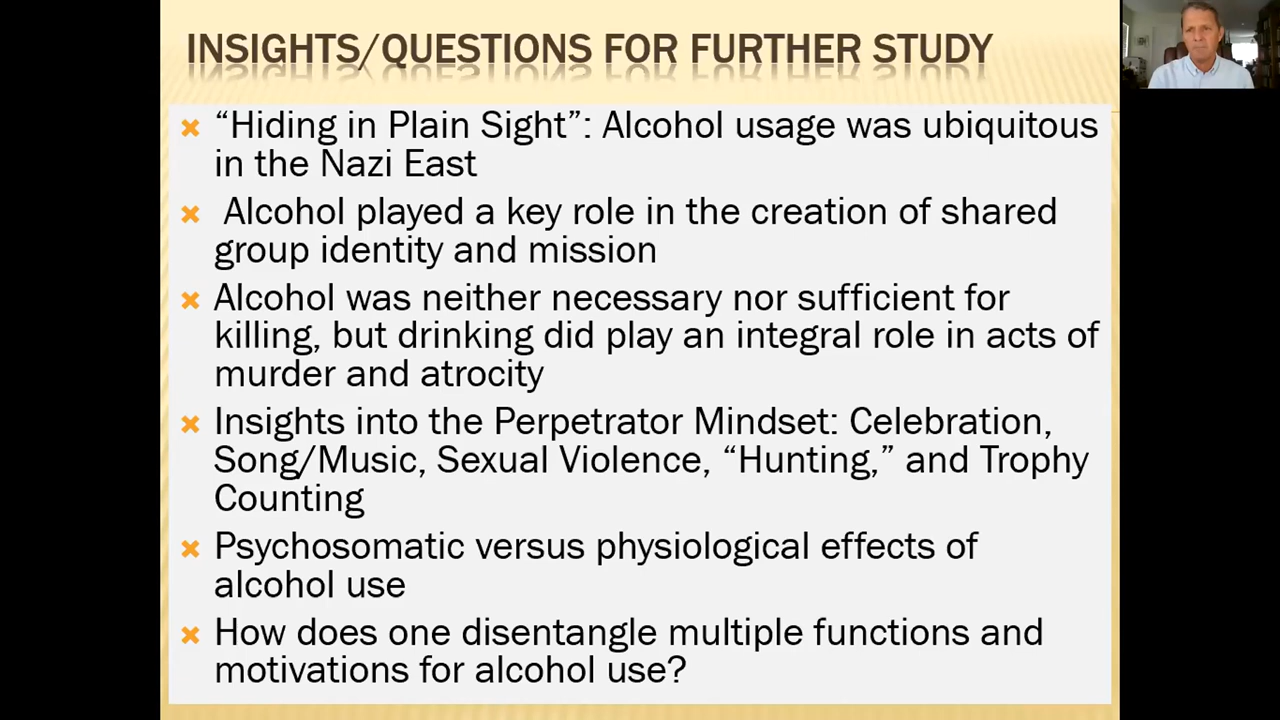 INSIGHTS/QUESTIONS FOR FURTHER STUDY
“Hiding in Plain Sight”: Alcohol usage was ubiquitous
in the Nazi East
Alcohol played a key role in the creation of shared
group identity and mission
Alcohol was neither necessary nor sufficient for
killing, but drinking did play an integral role in acts of
murder and atrocity
Insights into the Perpetrator Mindset: Celebration,
Song/Music, Sexual Violence, “Hunting,” and Trophy
Counting
Psychosomatic versus physiological effects of
alcohol use
How does one disentangle multiple functions and
motivations for alcohol use?